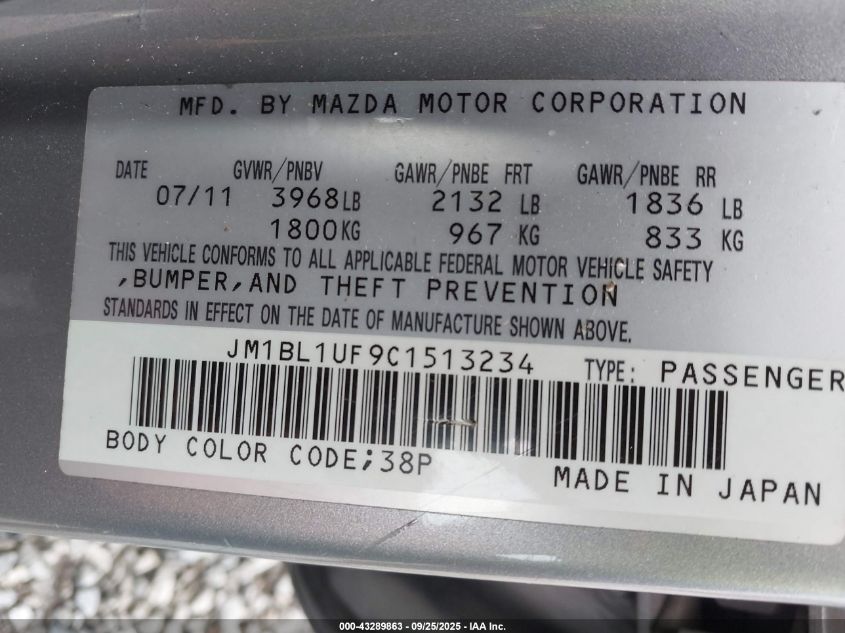 MFD. BY MAZDA MOTOR CORPORATION
DATE GVWR/PNBV GAWR/PNBE FRT GAWR/PNBE RR
07/11 3968LB 2132 LB 1836 LB
1800KG 967 KG 833 KG
THIS VEHICLE CONFORMS TO ALL APPLICABLE FEDERAL MOTOR VEHICLE SAFETY
,BUMPER,AND THEFT PREVENTION
STANDARDS IN EFFECT ON THE DATE OF MANUFACTURE SHOWN ABOVE.
JM1BL1UF9C1513234 TYPE: PASSENGER
BODY COLOR CODE;38P
MADE IN JAPAN
000-43289863 - 09/25/2025 - IAA Inc.